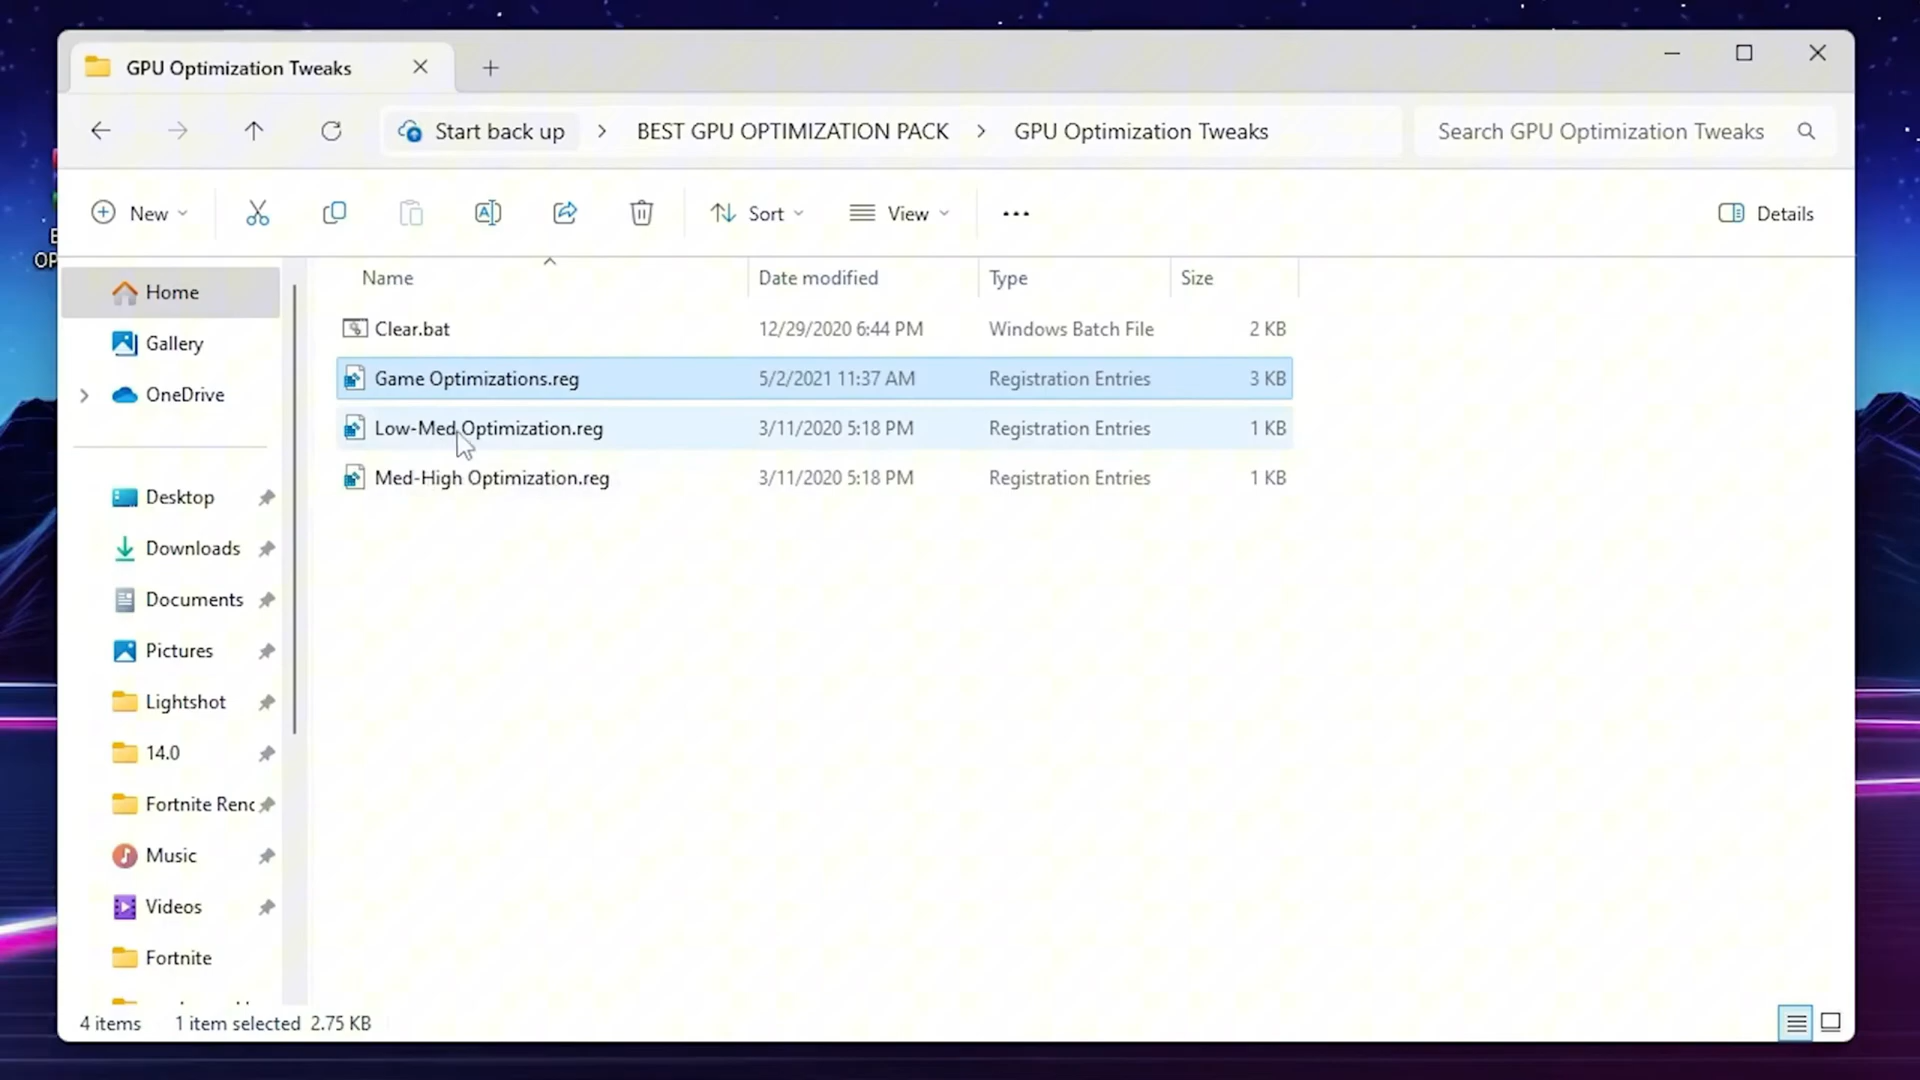 GPU Optimization Tweaks
Start back up > BEST GPU OPTIMIZATION PACK > GPU Optimization Tweaks
Search GPU Optimization Tweaks
New
Sort
View
Details
OP
Home
Gallery
OneDrive
Desktop
Downloads
Documents
Pictures
Lightshot
14.0
Fortnite Renc
Music
Videos
Fortnite
Name Date modified Type Size
Clear.bat 12/29/2020 6:44 PM Windows Batch File 2 KB
Game Optimizations.reg 5/2/2021 11:37 AM Registration Entries 3 KB
Low-Med Optimization.reg 3/11/2020 5:18 PM Registration Entries 1 KB
Med-High Optimization.reg 3/11/2020 5:18 PM Registration Entries 1 KB
4 items 1 item selected 2.75 KB